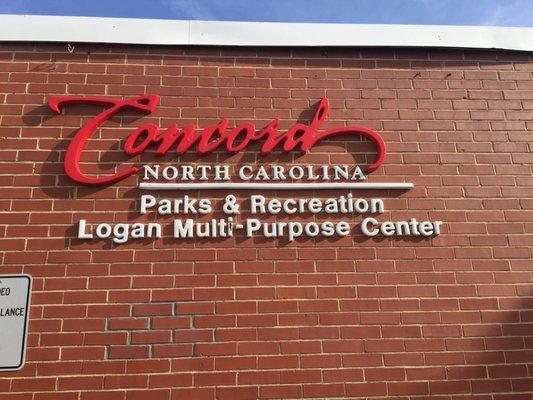 Concord
NORTH CAROLINA
Parks & Recreation
Logan Multi-Purpose Center